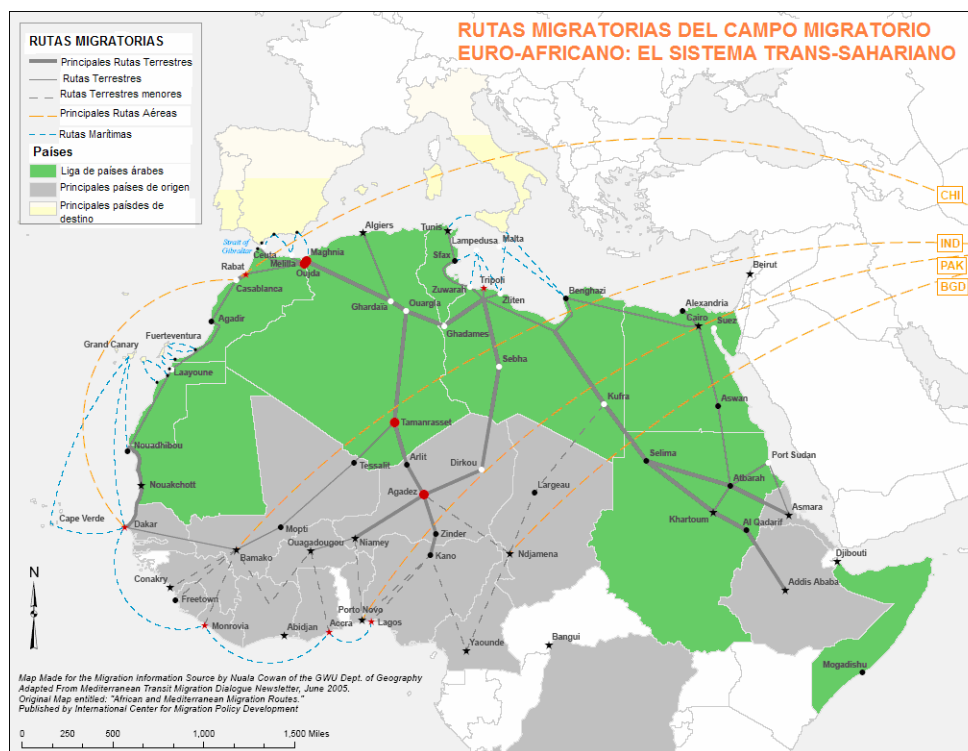 RUTAS MIGRATORIAS DEL CAMPO MIGRATORIO
EURO-AFRICANO: EL SISTEMA TRANS-SAHARIANO
RUTAS MIGRATORIAS
Principales Rutas Terrestres
Rutas Terrestres
Rutas Terrestres menores
Principales Rutas Aéreas
Rutas Marítimas
Países
Liga de países árabes
Principales países de origen
Principales paísdes de
destino
CHI
IND
PAK
BGD
Strait of
Gibraltar
Ceuta
Melilla
Maghnia
Oujda
Rabat
Casablanca
Algiers
Tunis
Lampedusa
Malta
Sfax
Tripoli
Zuwarah
Zliten
Benghazi
Beirut
Alexandria
Cairo
Suez
Agadir
Ghardaïa
Ouargla
Ghadames
Fuerteventura
Grand Canary
Laayoune
Sebha
Kufra
Aswan
Tamanrasset
Nouadhibou
Nouakchott
Tessalit
Arlit
Dirkou
Selima
Port Sudan
Agadez
Largeau
Atbarah
Asmara
Khartoum
Al Qadarif
Cape Verde
Dakar
Mopti
Bamako
Ouagadougou
Niamey
Zinder
Kano
Ndjamena
Djibouti
Addis Ababa
Conakry
Freetown
Monrovia
Abidjan
Accra
Porto Novo
Lagos
Yaounde
Bangui
Mogadishu
N
Map Made for the Migration Information Source by Nuala Cowan of the GWU Dept. of Geography
Adapted From Mediterranean Transit Migration Dialogue Newsletter, June 2005.
Original Map entitled: "African and Mediterranean Migration Routes."
Published by International Center for Migration Policy Development
0 250 500 1,000 1,500 Miles